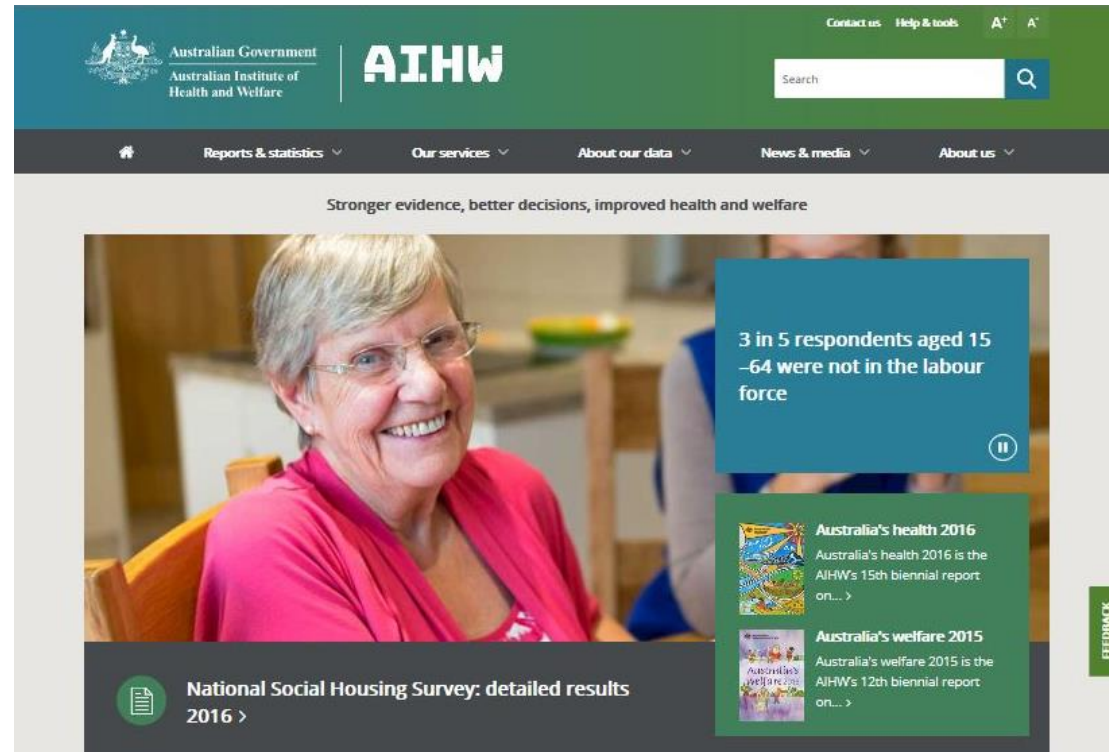 Contact us Help & tools A+ A-
Australian Government
Australian Institute of
Health and Welfare
AIHW
Search
Reports & statistics Our services About our data News & media About us
Stronger evidence, better decisions, improved health and welfare
3 in 5 respondents aged 15
–64 were not in the labour
force
Australia's health 2016
Australia's health 2016 is the
AIHW's 15th biennial report
on... >
Australia's
welfare 2015
Australia's welfare 2015
Australia's welfare 2015 is the
AIHW's 12th biennial report
on... >
National Social Housing Survey: detailed results
2016 >
FEEDBACK